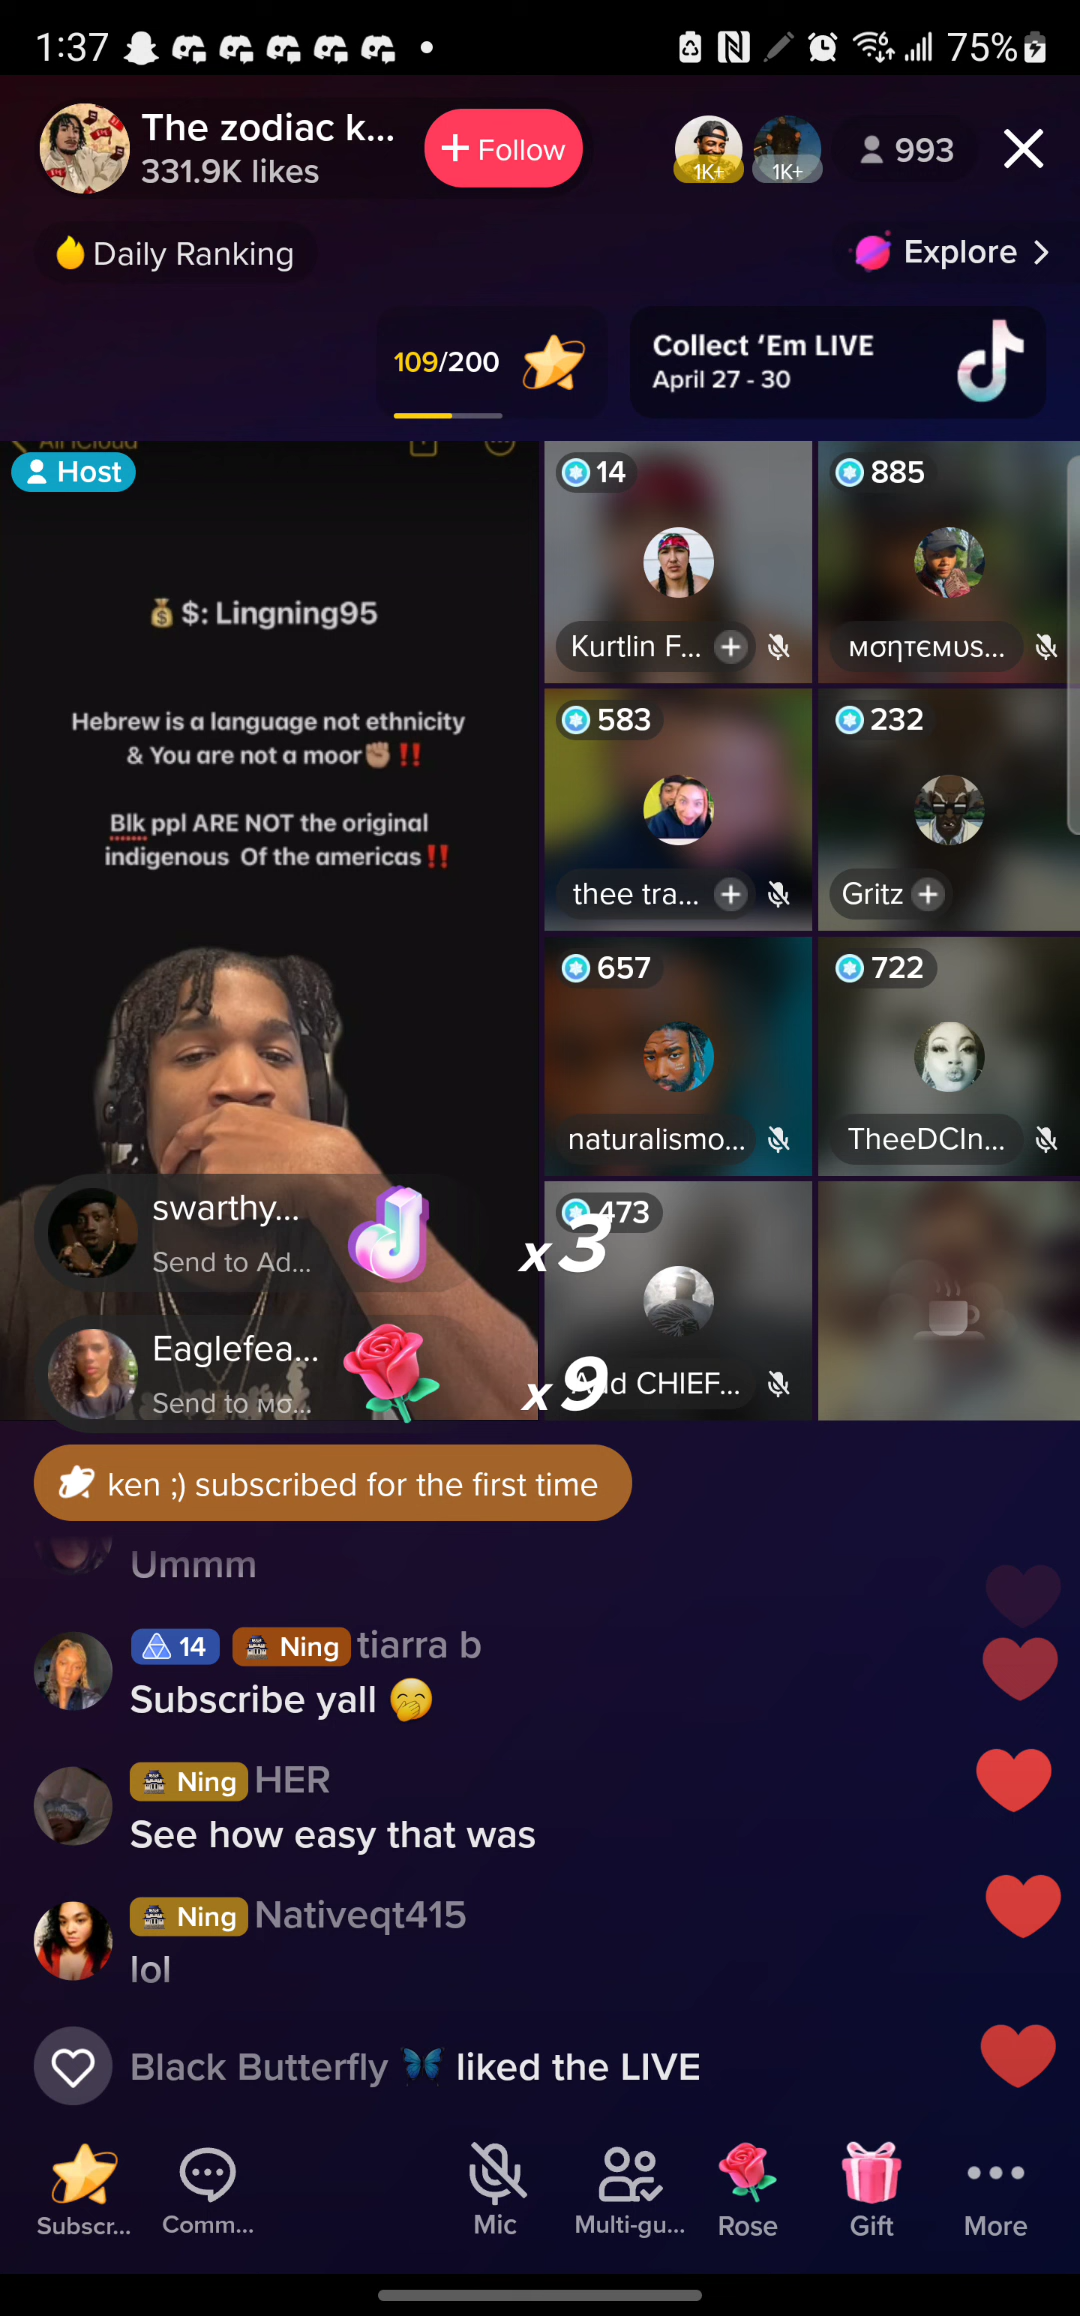 1:37
75%
The zodiac k...
331.9K likes
+ Follow
1K+
1K+
993
Daily Ranking
Explore >
109/200
Collect ‘Em LIVE
April 27 - 30
All iCloud
Host
💰 $: Lingning95
Hebrew is a language not ethnicity
& You are not a moor✊🏽‼️
Blk ppl ARE NOT the original
indigenous Of the americas‼️
14
Kurtlin F...
885
мσηтємυs...
583
thee tra...
232
Gritz
657
naturalismo...
722
TheeDCIn...
473
CHIEF...
swarthy...
Send to Ad...
x3
Eaglefea...
Send to мσ...
x9
ken ;) subscribed for the first time
Ummm
14 Ning tiarra b
Subscribe yall 🤭
Ning HER
See how easy that was
Ning Nativeqt415
lol
Black Butterfly 🦋 liked the LIVE
Subscr...
Comm...
Mic
Multi-gu...
Rose
Gift
More